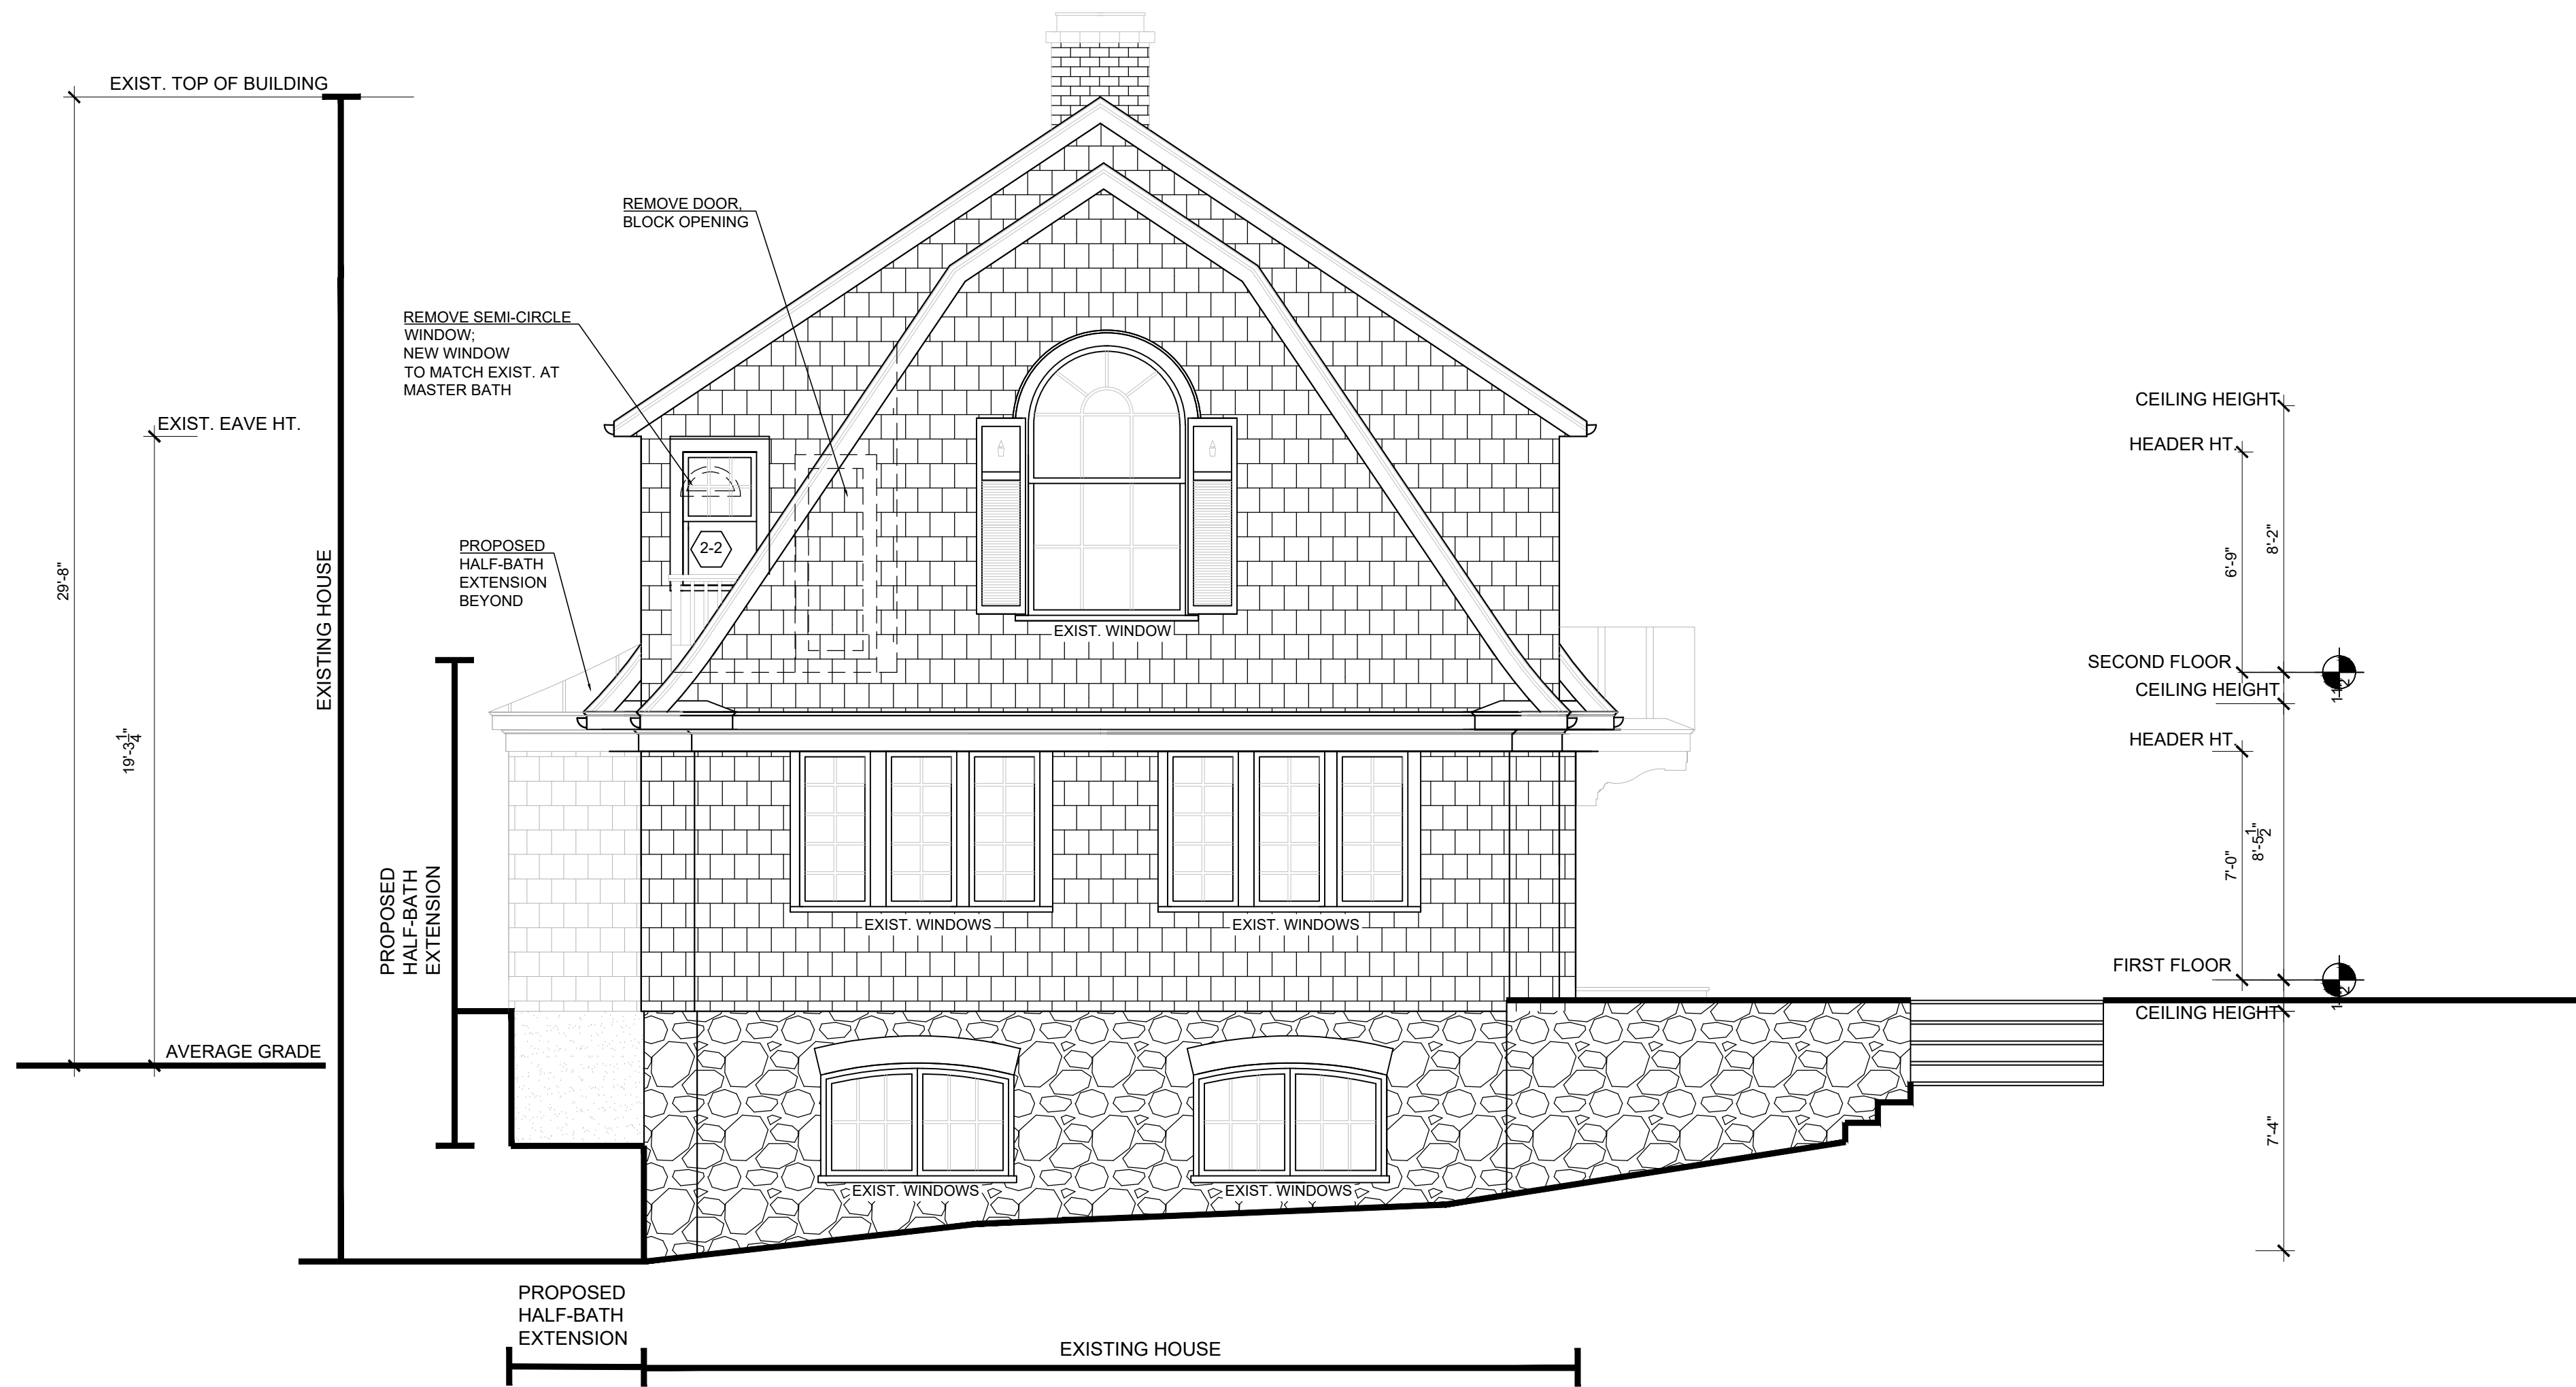 EXIST. TOP OF BUILDING
REMOVE DOOR,
BLOCK OPENING
REMOVE SEMI-CIRCLE
WINDOW;
NEW WINDOW
TO MATCH EXIST. AT
MASTER BATH
EXIST. EAVE HT.
CEILING HEIGHT
HEADER HT.
8'-2"
6'-9"
29'-8"
EXISTING HOUSE
PROPOSED
HALF-BATH
EXTENSION
BEYOND
2-2
EXIST. WINDOW
SECOND FLOOR
CEILING HEIGHT
19'-3 1/4"
HEADER HT.
8'-5 1/2"
7'-0"
PROPOSED
HALF-BATH
EXTENSION
EXIST. WINDOWS
EXIST. WINDOWS
FIRST FLOOR
CEILING HEIGHT
AVERAGE GRADE
7'-4"
EXIST. WINDOWS
EXIST. WINDOWS
PROPOSED
HALF-BATH
EXTENSION
EXISTING HOUSE